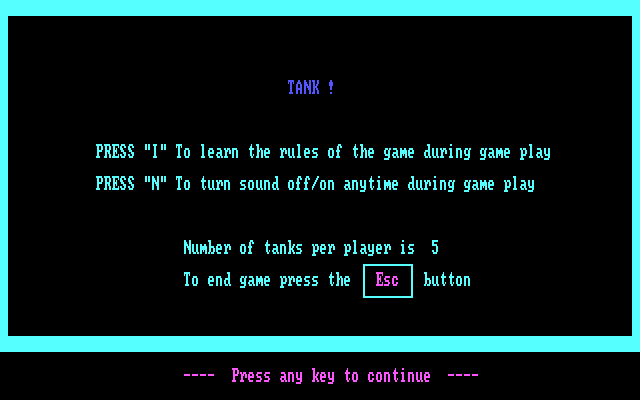 TANK !
PRESS "I" To learn the rules of the game during game play
PRESS "N" To turn sound off/on anytime during game play
Number of tanks per player is 5
To end game press the Esc button
---- Press any key to continue ----